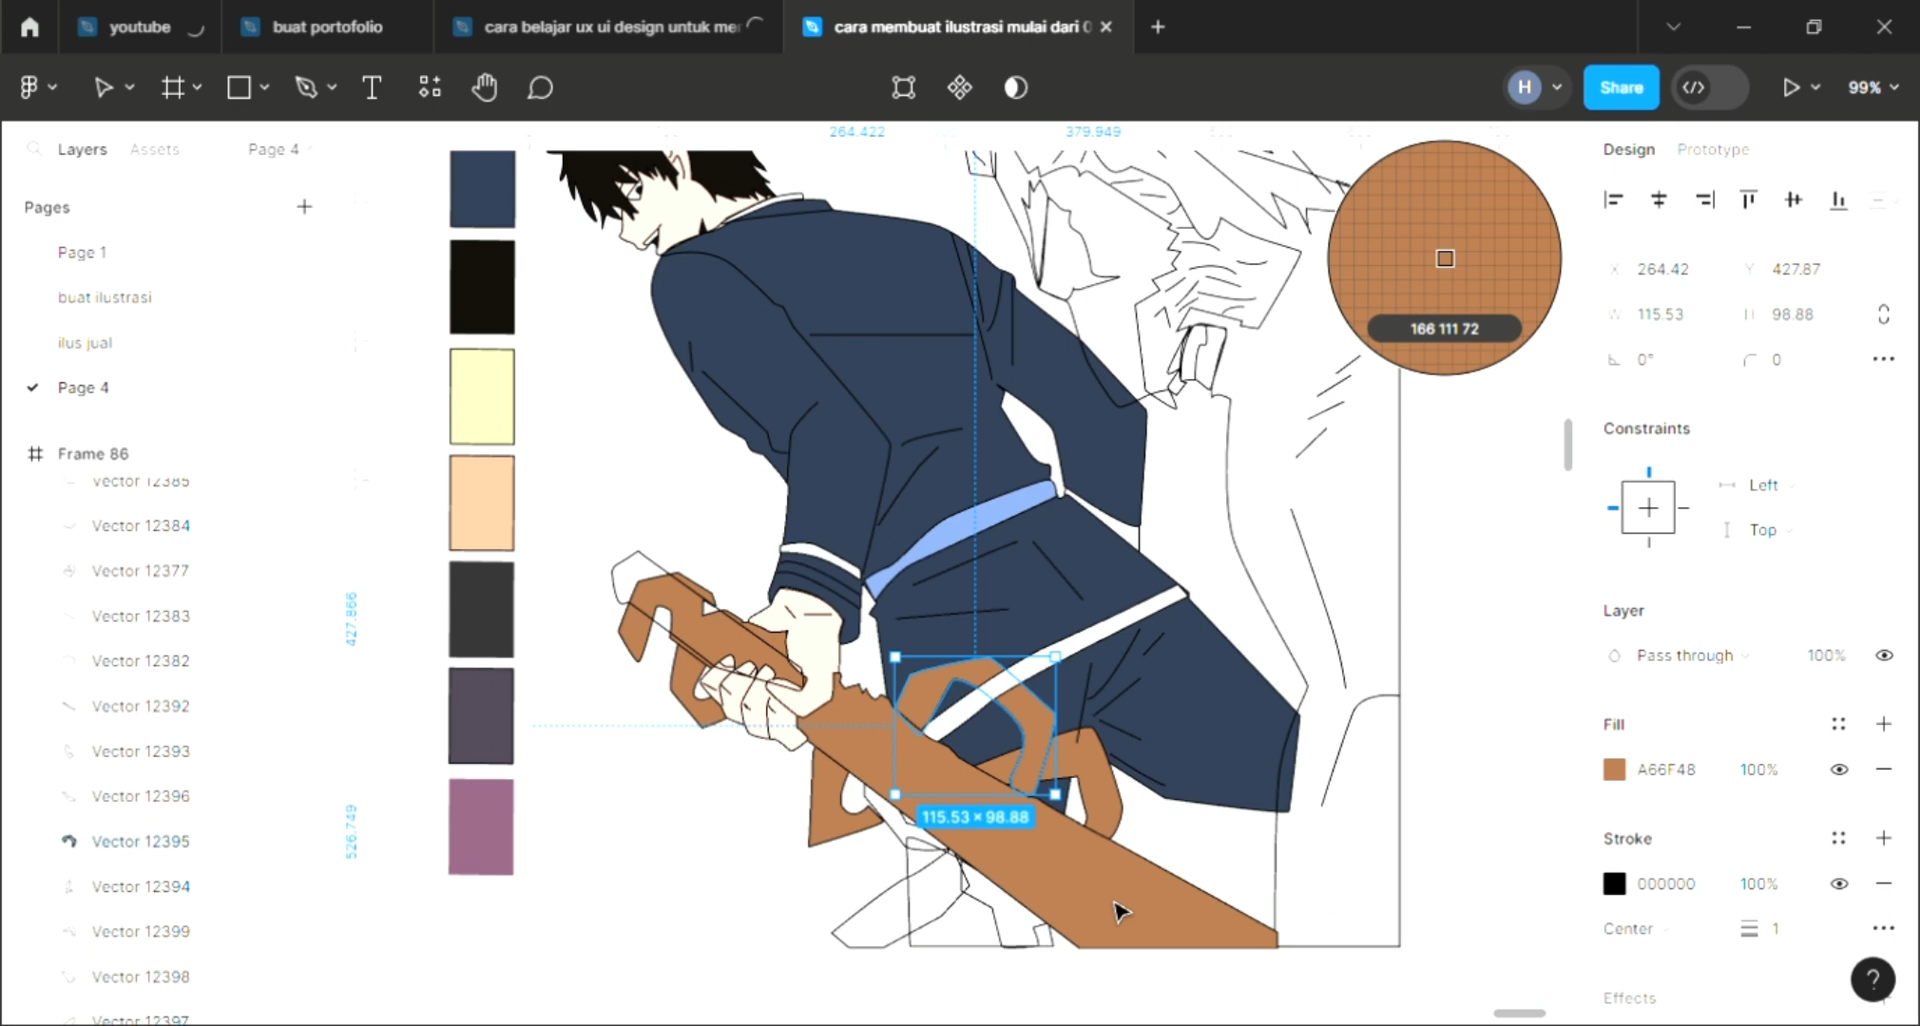 youtube
buat portofolio
cara belajar ux ui design untuk me
cara membuat ilustrasi mulai dari 0
H
Share
99%
Layers
Assets
Page 4
Pages
Page 1
buat ilustrasi
ilus jual
Page 4
Frame 86
Vector 12385
Vector 12384
Vector 12377
Vector 12383
Vector 12382
Vector 12392
Vector 12393
Vector 12396
Vector 12395
Vector 12394
Vector 12399
Vector 12398
Vector 12397
264.422
379.949
427.866
526.749
166 111 72
115.53 × 98.88
Design
Prototype
X 264.42
Y 427.87
W 115.53
H 98.88
0°
0
Constraints
Left
Top
Layer
Pass through
100%
Fill
A66F48
100%
Stroke
000000
100%
Center
1
?
Effects